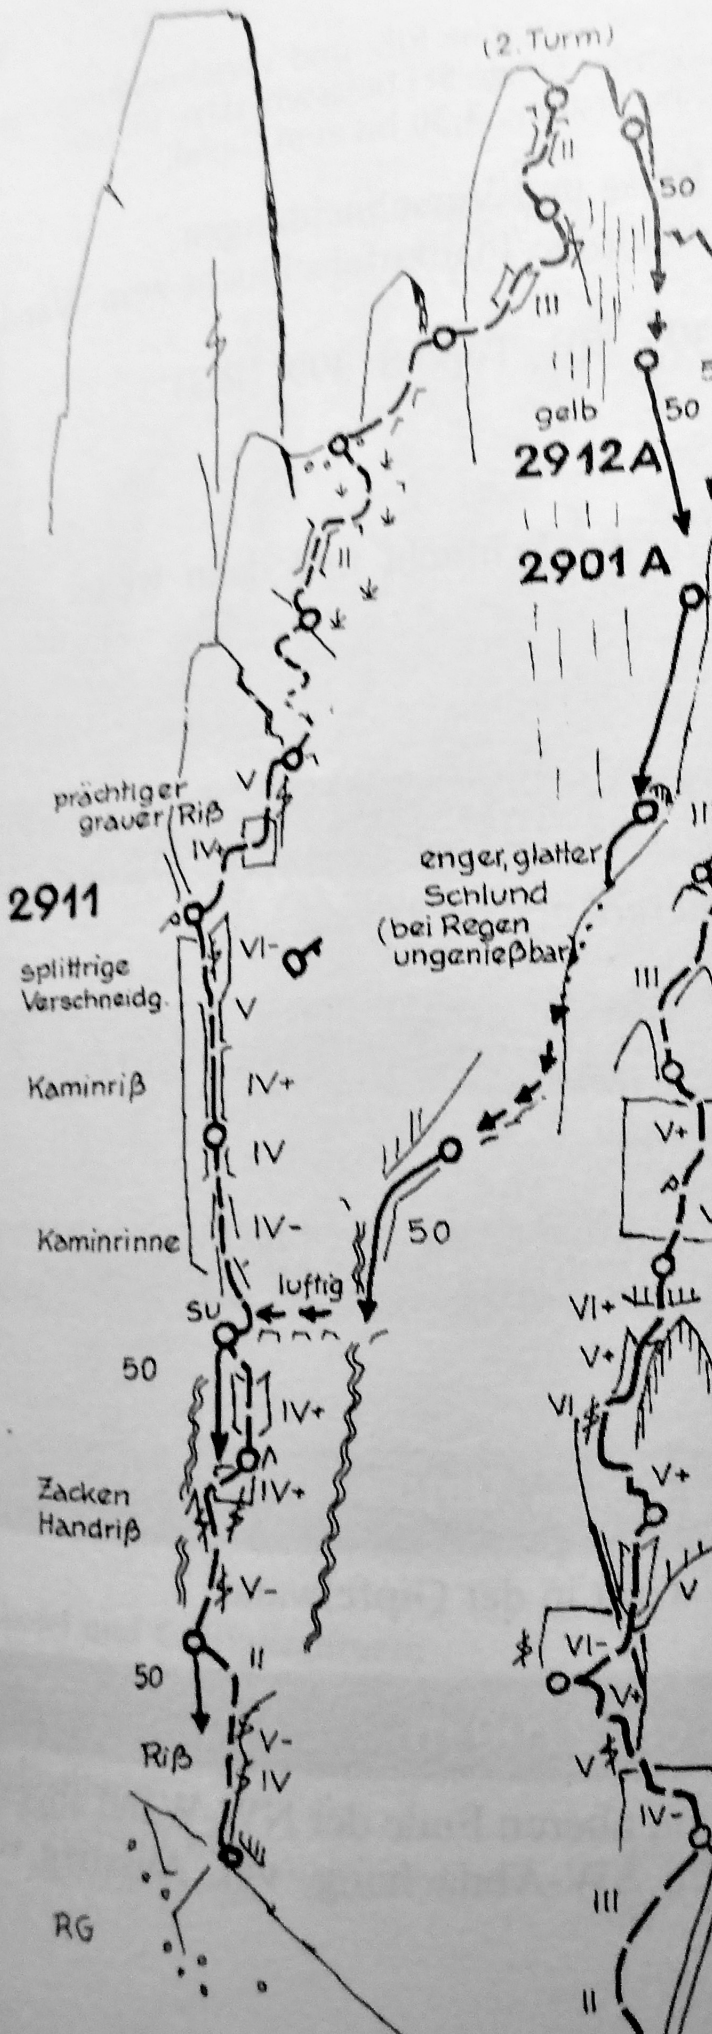 (2. Turm)
II
50
III
50
gelb
2912A
II
2901 A
V
prächtiger
grauer Riß
IV+
2911
enger, glatter
Schlund
(bei Regen
ungenießbar)
II
VI-
splittrige
Verschneidg.
V
III
Kaminriß
IV+
V+
IV
Kaminrinne
IV-
50
luftig
SU
VI+
50
V+
IV+
VI
V+
Zacken
Handriß
IV+
V-
V
II
VI-
50
V+
V-
Riß
IV
V
IV-
RG
III
II